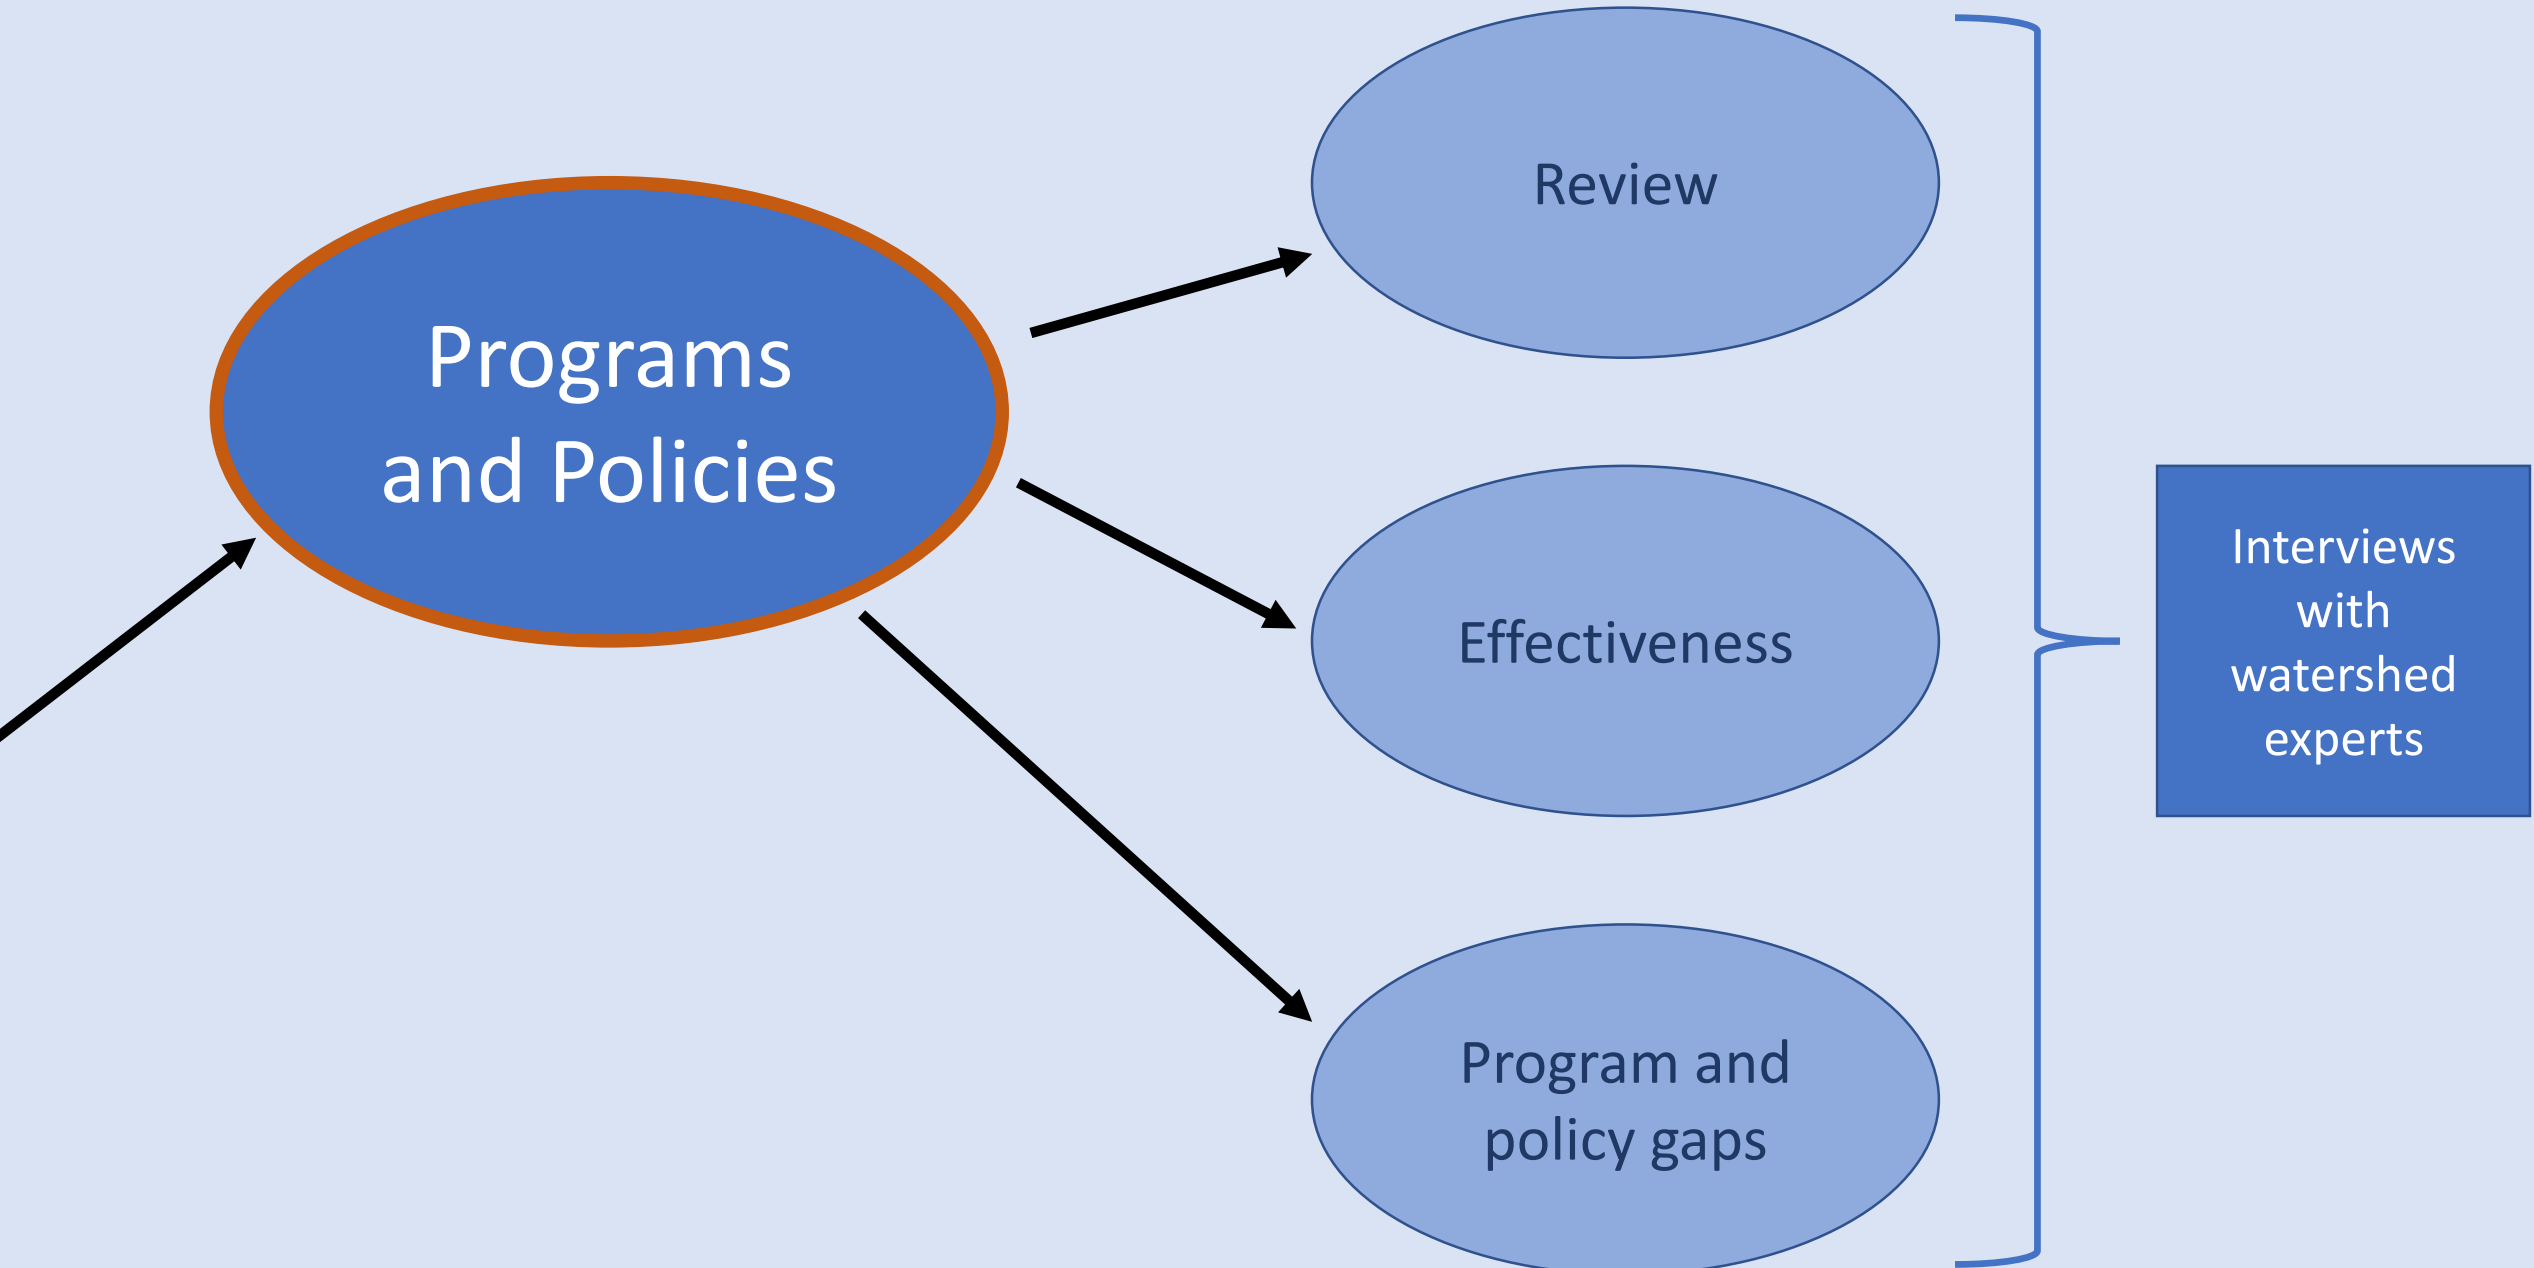 Programs
and Policies
Review
Effectiveness
Program and
policy gaps
Interviews
with
watershed
experts